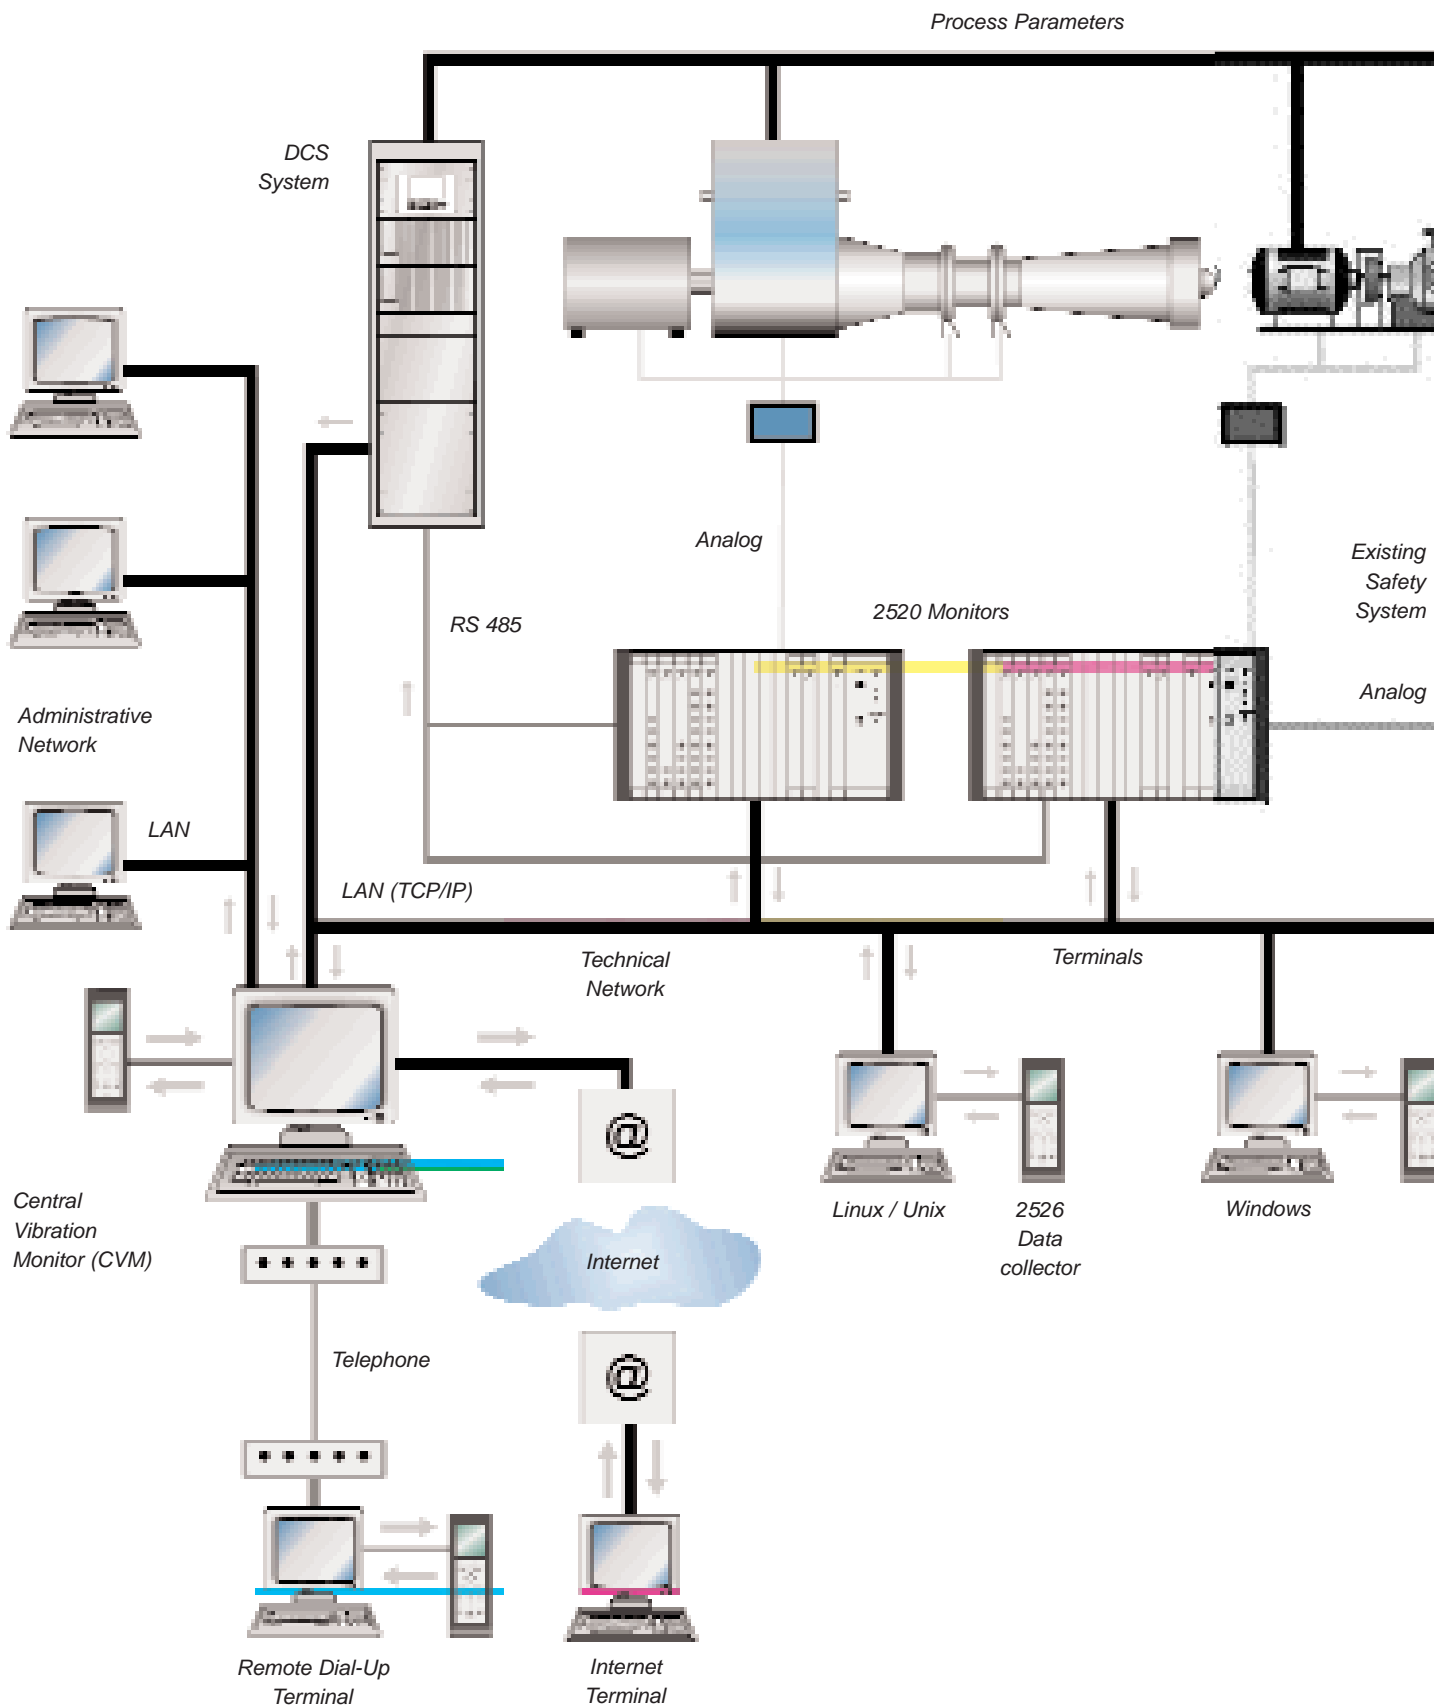 Process Parameters
DCS
System
Analog
Existing
Safety
System
RS 485
2520 Monitors
Analog
Administrative
Network
LAN
LAN (TCP/IP)
Technical
Network
Terminals
@
Central
Vibration
Monitor (CVM)
Linux / Unix
2526
Data
collector
Windows
Internet
Telephone
@
Remote Dial-Up
Terminal
Internet
Terminal